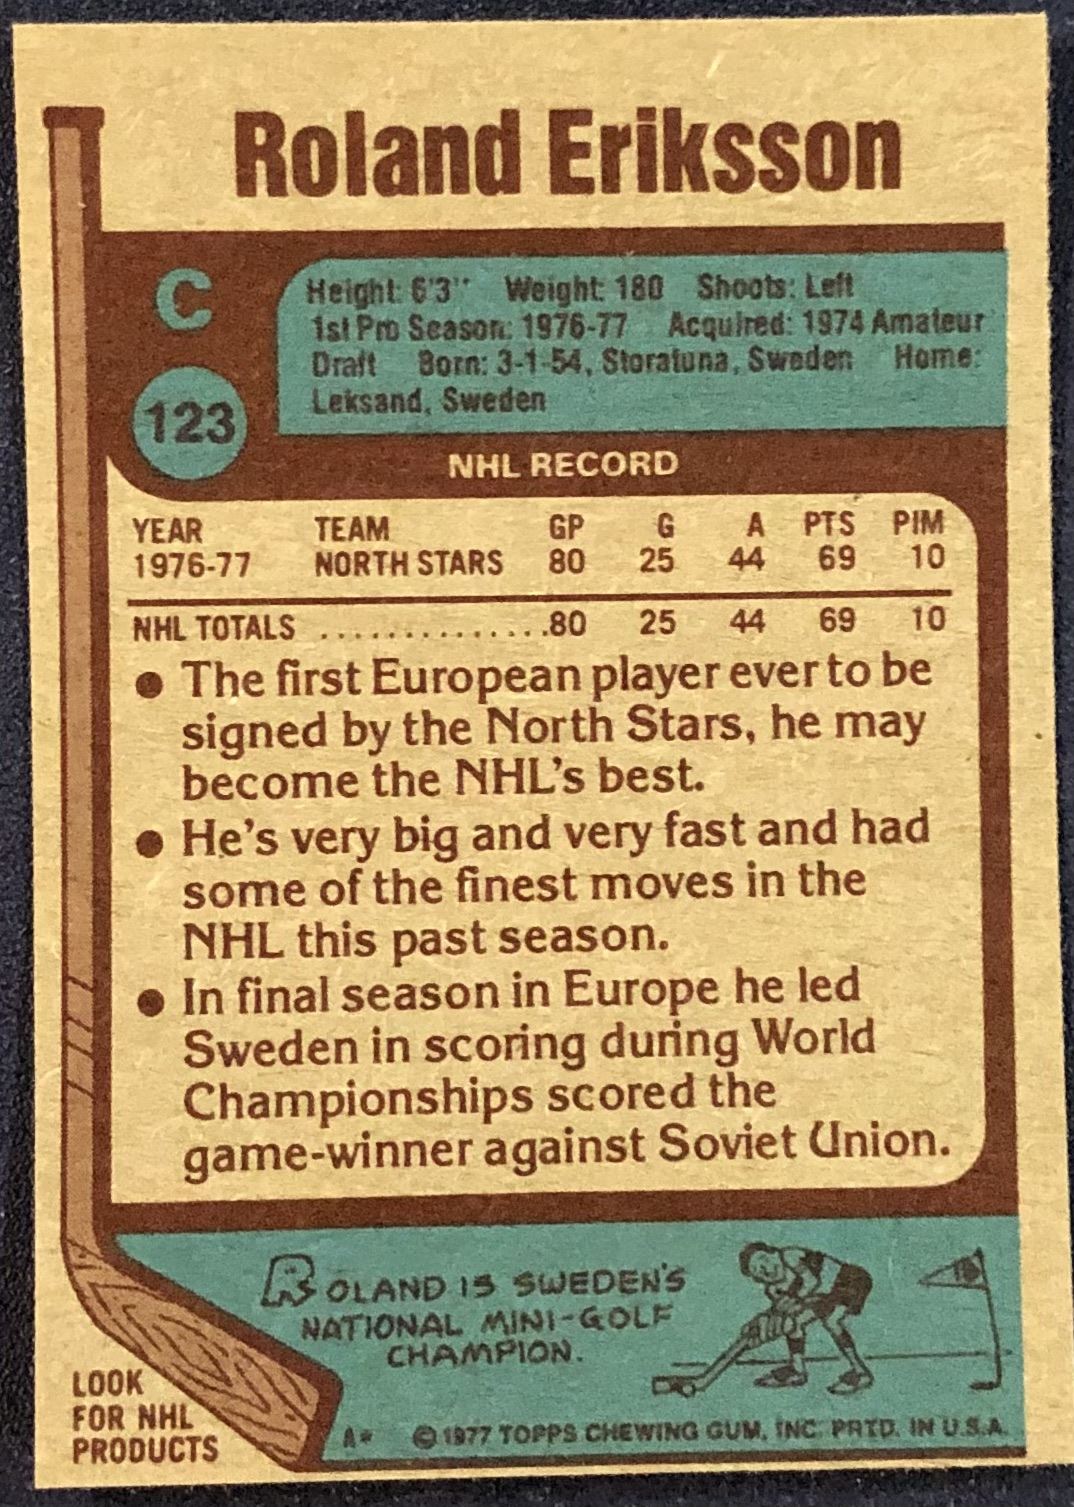 Roland Eriksson
C
Height: 6'3" Weight: 180 Shoots: Left
1st Pro Season: 1976-77 Acquired: 1974 Amateur
Draft Born: 3-1-54, Storatuna, Sweden Home:
Leksand, Sweden
123
NHL RECORD
YEAR TEAM GP G A PTS PIM
1976-77 NORTH STARS 80 25 44 69 10
NHL TOTALS ...............80 25 44 69 10
● The first European player ever to be
signed by the North Stars, he may
become the NHL's best.
● He's very big and very fast and had
some of the finest moves in the
NHL this past season.
● In final season in Europe he led
Sweden in scoring during World
Championships scored the
game-winner against Soviet Union.
ROLAND IS SWEDEN'S
NATIONAL MINI-GOLF
CHAMPION.
18
LOOK
FOR NHL
PRODUCTS
A* ©1977 TOPPS CHEWING GUM, INC. PRTD. IN U.S.A.